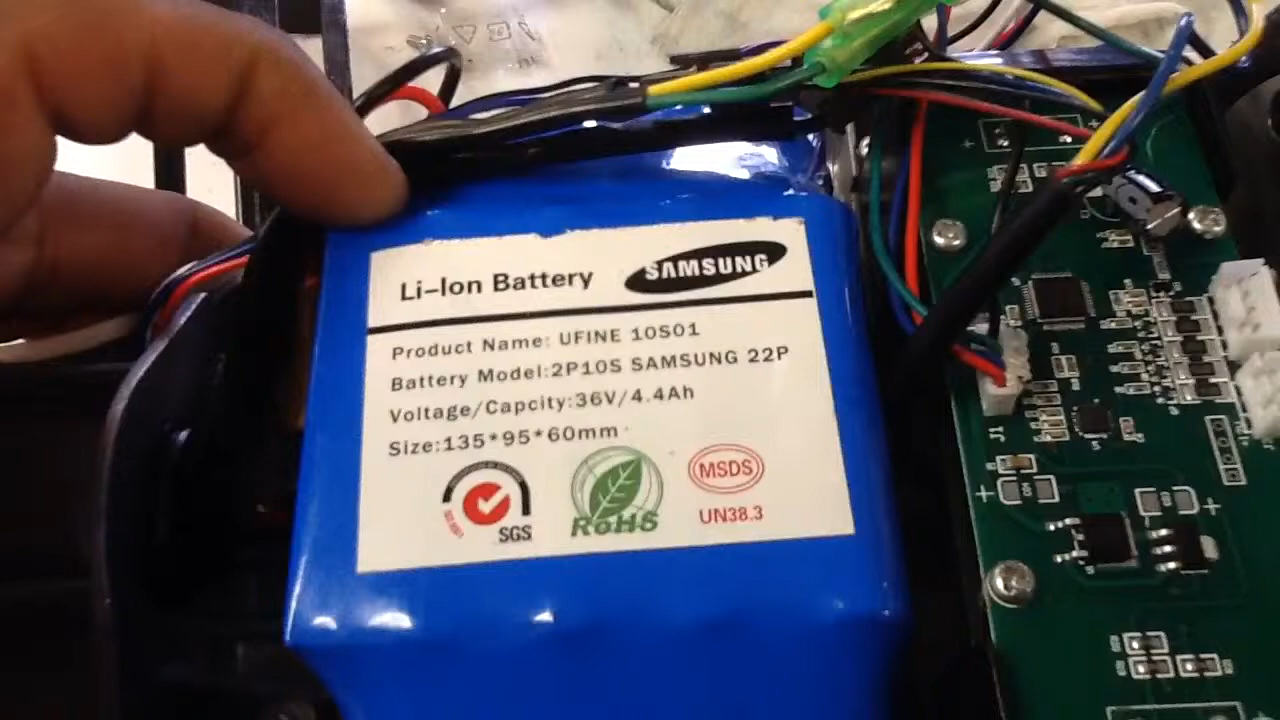 Li-Ion Battery SAMSUNG
Product Name: UFINE 10S01
Battery Model:2P10S SAMSUNG 22P
Voltage/Capcity:36V/4.4Ah
Size:135*95*60mm
SGS
RoHS
MSDS
UN38.3
J1